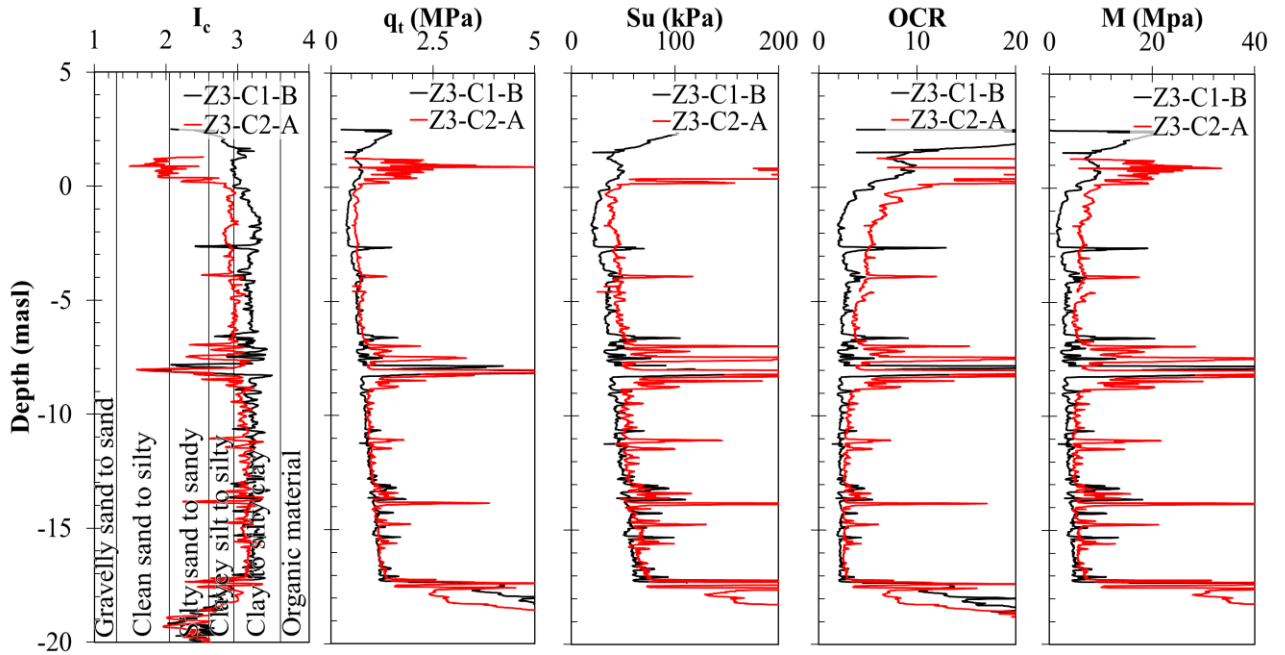 I_c
q_t (MPa)
Su (kPa)
OCR
M (Mpa)
1 2 3 4
0 2.5 5
0 100 200
0 10 20
0 20 40
Depth (masl)
5
0
-5
-10
-15
-20
Z3-C1-B
Z3-C2-A
Z3-C1-B
Z3-C2-A
Z3-C1-B
Z3-C2-A
Z3-C1-B
Z3-C2-A
Z3-C1-B
Z3-C2-A
Gravelly sand to sand
Clean sand to silty
Silty sand to sandy
Clayey silt to silty
Clay to silty clay
Organic material